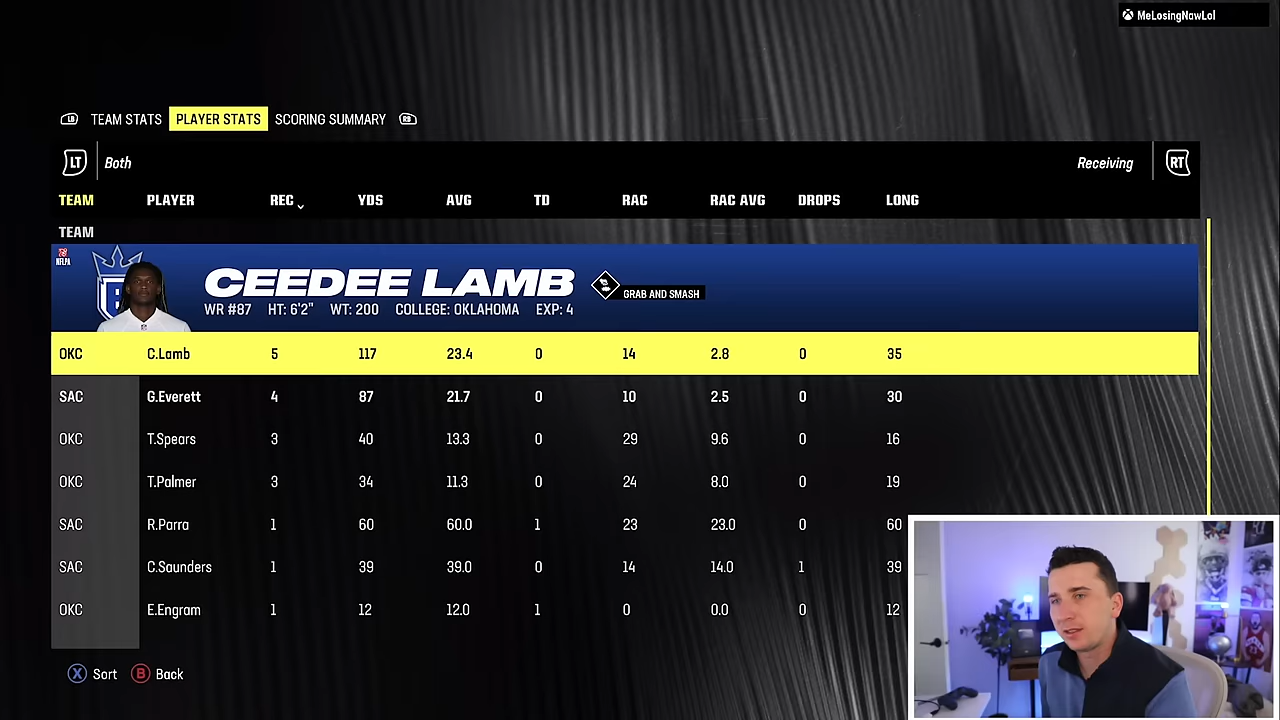 MeLosingNowLol
LB TEAM STATS PLAYER STATS SCORING SUMMARY RB
LT Both Receiving RT
TEAM PLAYER REC YDS AVG TD RAC RAC AVG DROPS LONG
TEAM
NFLPA
CEEDEE LAMB
GRAB AND SMASH
WR #87 HT: 6'2" WT: 200 COLLEGE: OKLAHOMA EXP: 4
OKC C.Lamb 5 117 23.4 0 14 2.8 0 35
SAC G.Everett 4 87 21.7 0 10 2.5 0 30
OKC T.Spears 3 40 13.3 0 29 9.6 0 16
OKC T.Palmer 3 34 11.3 0 24 8.0 0 19
SAC R.Parra 1 60 60.0 1 23 23.0 0 60
SAC C.Saunders 1 39 39.0 0 14 14.0 1 39
OKC E.Engram 1 12 12.0 1 0 0.0 0 12
X Sort B Back